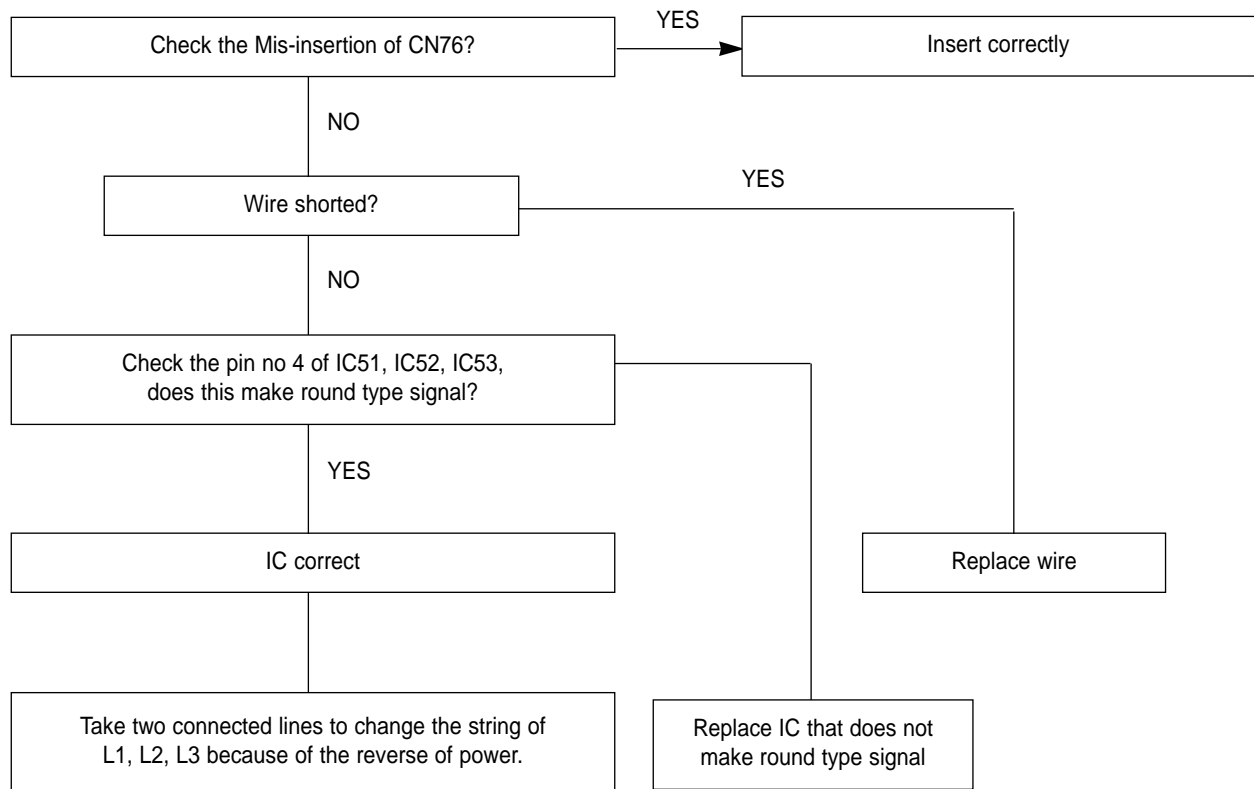 Check the Mis-insertion of CN76?
YES
Insert correctly
NO
Wire shorted?
YES
NO
Check the pin no 4 of IC51, IC52, IC53,
does this make round type signal?
YES
IC correct
Replace wire
Take two connected lines to change the string of
L1, L2, L3 because of the reverse of power.
Replace IC that does not
make round type signal